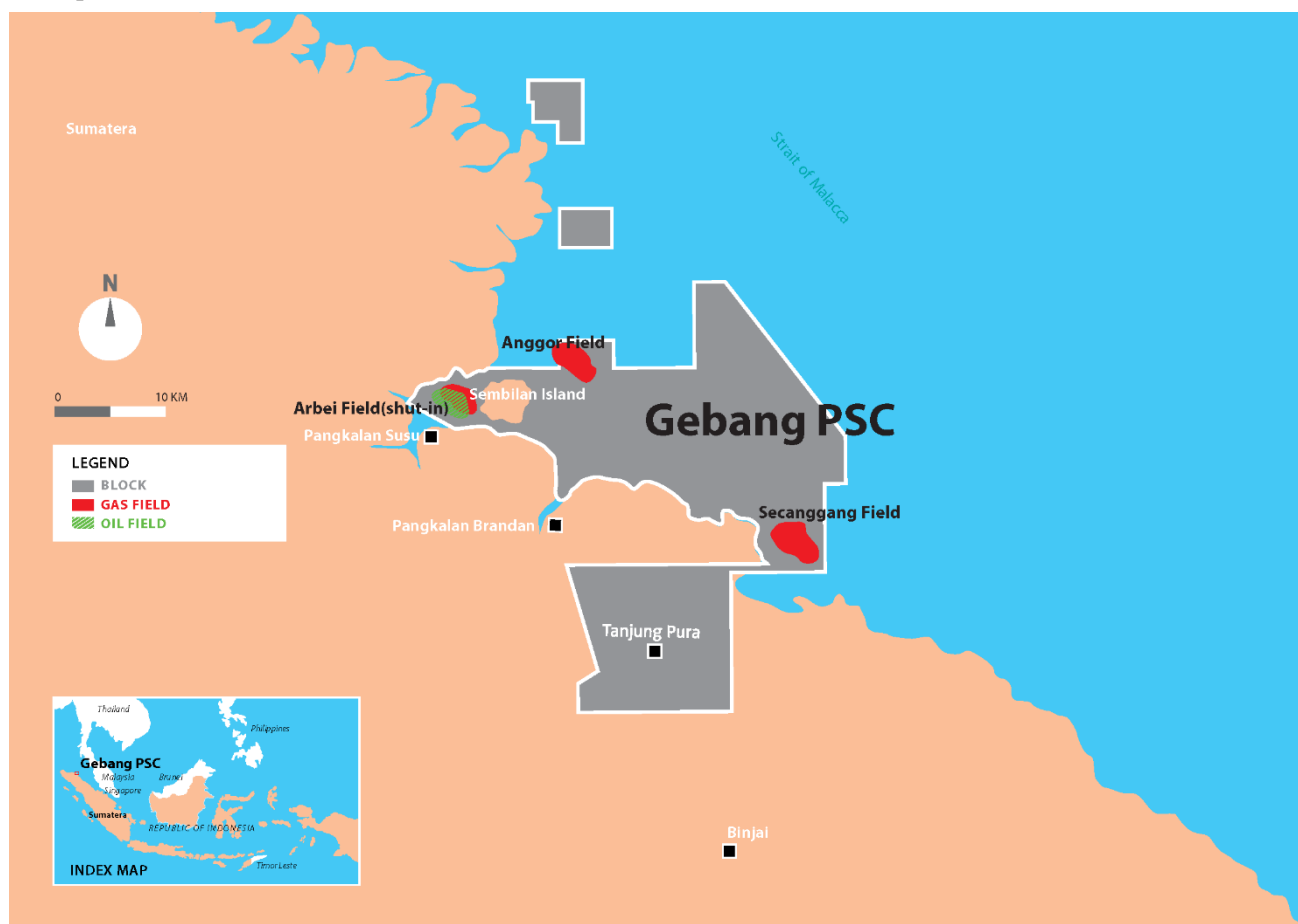 Sumatera
Strait of Malacca
N
0 10 KM
Anggor Field
Sembilan Island
Arbei Field(shut-in)
Gebang PSC
Pangkalan Susu
LEGEND
BLOCK
GAS FIELD
OIL FIELD
Secanggang Field
Pangkalan Brandan
Tanjung Pura
Thailand
Philippines
Gebang PSC
Malaysia
Brunei
Singapore
Sumatera
REPUBLIC OF INDONESIA
Timor Leste
INDEX MAP
Binjai